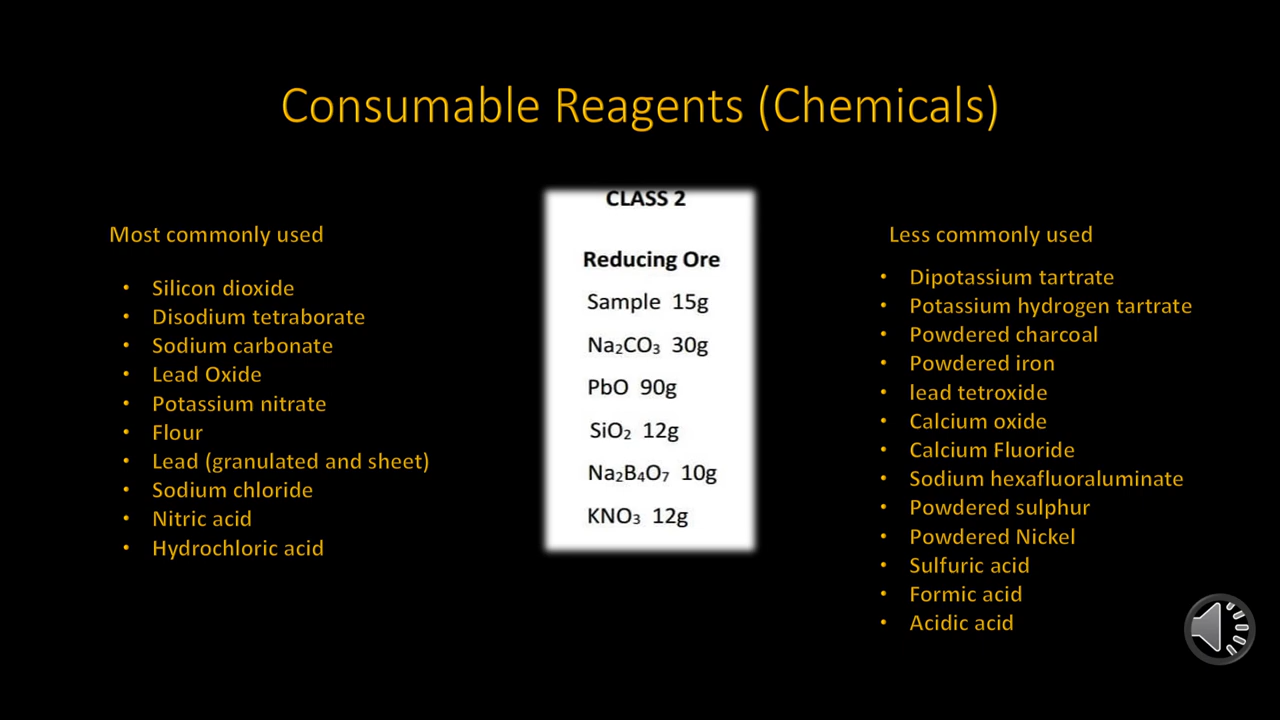 Consumable Reagents (Chemicals)
Most commonly used
• Silicon dioxide
• Disodium tetraborate
• Sodium carbonate
• Lead Oxide
• Potassium nitrate
• Flour
• Lead (granulated and sheet)
• Sodium chloride
• Nitric acid
• Hydrochloric acid
CLASS 2
Reducing Ore
Sample 15g
Na₂CO₃ 30g
PbO 90g
SiO₂ 12g
Na₂B₄O₇ 10g
KNO₃ 12g
Less commonly used
• Dipotassium tartrate
• Potassium hydrogen tartrate
• Powdered charcoal
• Powdered iron
• lead tetroxide
• Calcium oxide
• Calcium Fluoride
• Sodium hexafluoraluminate
• Powdered sulphur
• Powdered Nickel
• Sulfuric acid
• Formic acid
• Acidic acid